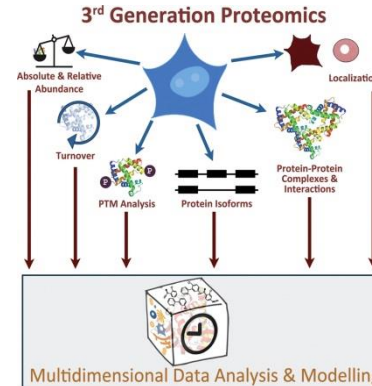 3rd Generation Proteomics
Absolute & Relative
Abundance
Localizatio
Turnover
P
P
PTM Analysis
Protein Isoforms
Protein-Protein
Complexes &
Interactions
Multidimensional Data Analysis & Modellin